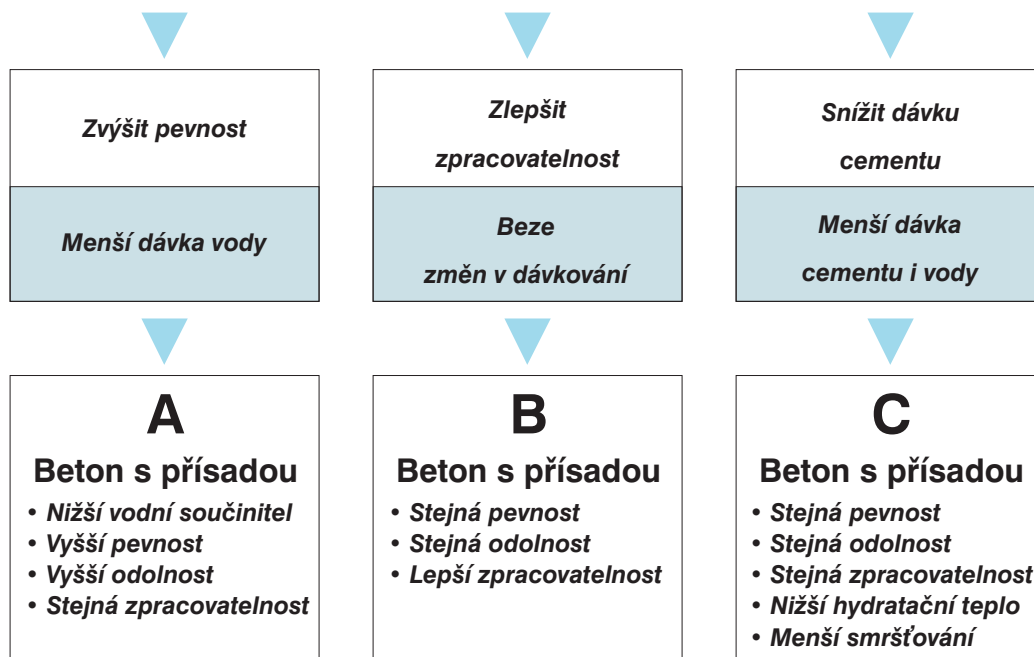 Zvýšit pevnost
Menší dávka vody
A
Beton s přísadou
• Nižší vodní součinitel
• Vyšší pevnost
• Vyšší odolnost
• Stejná zpracovatelnost
Zlepšit
zpracovatelnost
Beze
změn v dávkování
B
Beton s přísadou
• Stejná pevnost
• Stejná odolnost
• Lepší zpracovatelnost
Snížit dávku
cementu
Menší dávka
cementu i vody
C
Beton s přísadou
• Stejná pevnost
• Stejná odolnost
• Stejná zpracovatelnost
• Nižší hydratační teplo
• Menší smršťování